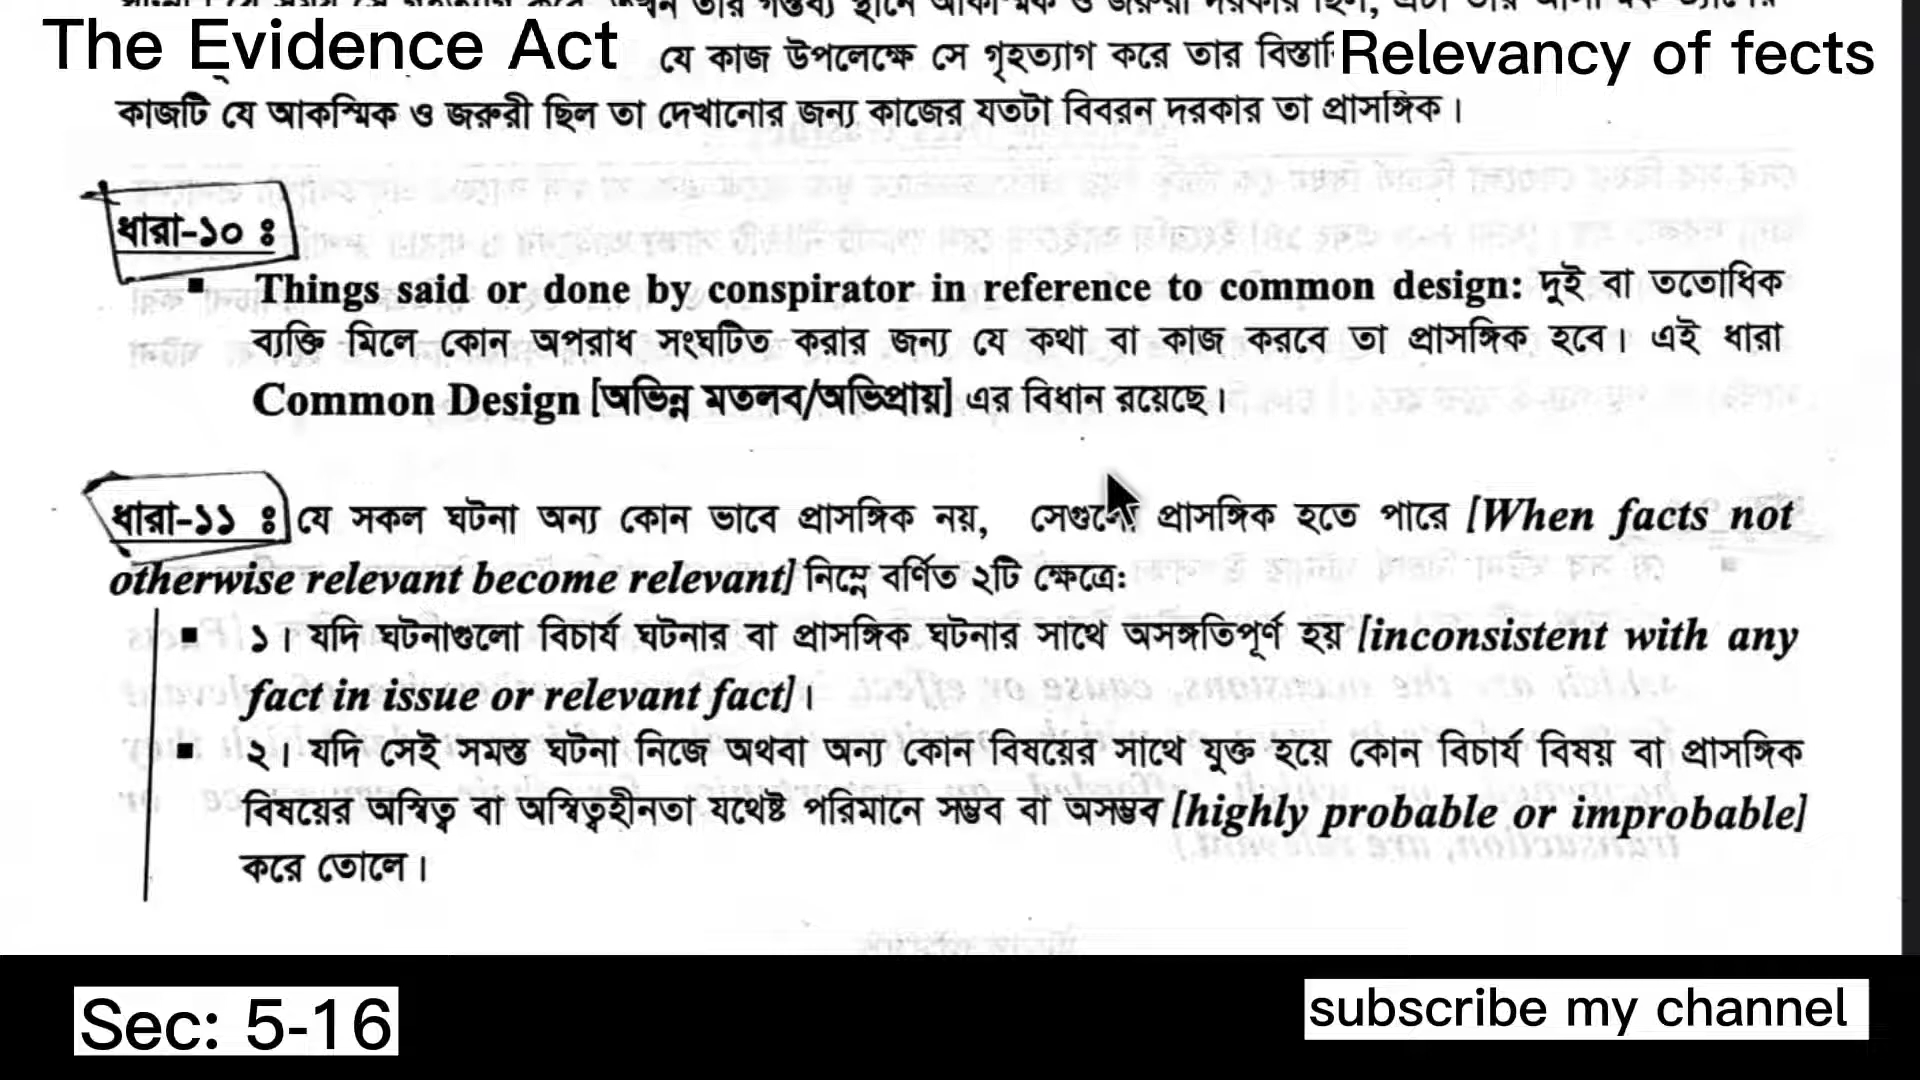 The Evidence Act
Relevancy of fects
যে কাজ উপলেক্ষে সে গৃহত্যাগ করে তার
কাজটি যে আকস্মিক ও জরুরী ছিল তা দেখানোর জন্য কাজের যতটা বিবরন দরকার তা প্রাসঙ্গিক।
ধারা-১০ ঃ
▪ Things said or done by conspirator in reference to common design: দুই বা ততোধিক
ব্যক্তি মিলে কোন অপরাধ সংঘটিত করার জন্য যে কথা বা কাজ করবে তা প্রাসঙ্গিক হবে। এই ধারা
Common Design [অভিন্ন মতলব/অভিপ্রায়] এর বিধান রয়েছে।
ধারা-১১ ঃ যে সকল ঘটনা অন্য কোন ভাবে প্রাসঙ্গিক নয়, সেগুলো প্রাসঙ্গিক হতে পারে [When facts not
otherwise relevant become relevant] নিম্নে বর্ণিত ২টি ক্ষেত্রে:
▪ ১। যদি ঘটনাগুলো বিচার্য ঘটনার বা প্রাসঙ্গিক ঘটনার সাথে অসঙ্গতিপূর্ণ হয় [inconsistent with any
fact in issue or relevant fact]।
▪ ২। যদি সেই সমস্ত ঘটনা নিজে অথবা অন্য কোন বিষয়ের সাথে যুক্ত হয়ে কোন বিচার্য বিষয় বা প্রাসঙ্গিক
বিষয়ের অস্বিত্ব বা অস্বিত্বহীনতা যথেষ্ট পরিমানে সম্ভব বা অসম্ভব [highly probable or improbable]
করে তোলে।
Sec: 5-16
subscribe my channel